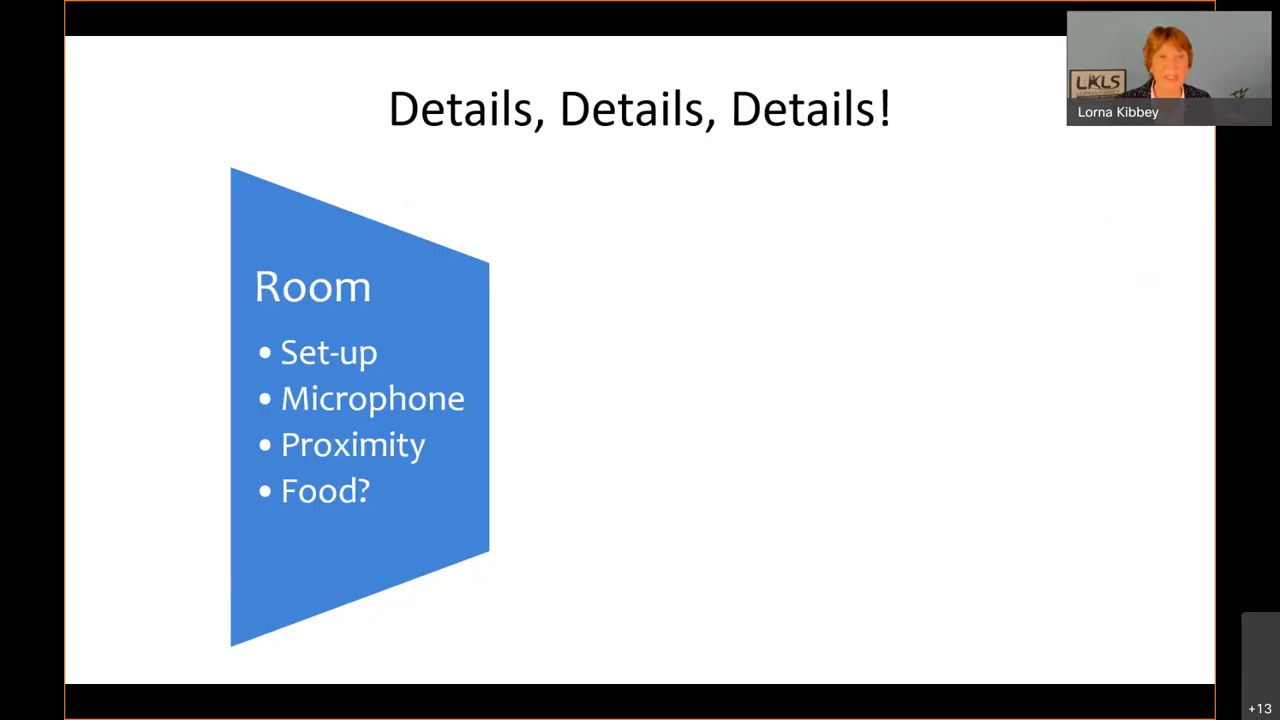 Details, Details, Details!
LKLS
Lorna Kibbey
Room
• Set-up
• Microphone
• Proximity
• Food?
+13